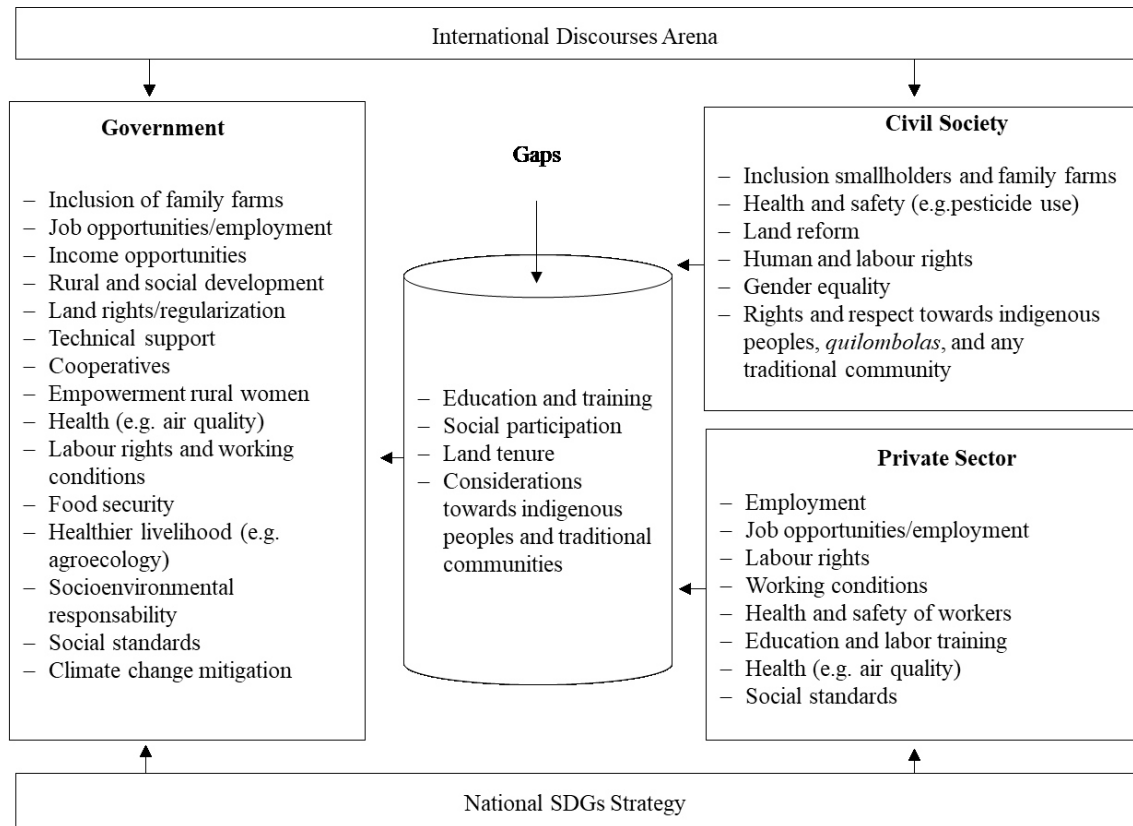 International Discourses Arena
Government
– Inclusion of family farms
– Job opportunities/employment
– Income opportunities
– Rural and social development
– Land rights/regularization
– Technical support
– Cooperatives
– Empowerment rural women
– Health (e.g. air quality)
– Labour rights and working
conditions
– Food security
– Healthier livelihood (e.g.
agroecology)
– Socioenvironmental
responsability
– Social standards
– Climate change mitigation
Gaps
– Education and training
– Social participation
– Land tenure
– Considerations
towards indigenous
peoples and traditional
communities
Civil Society
– Inclusion smallholders and family farms
– Health and safety (e.g.pesticide use)
– Land reform
– Human and labour rights
– Gender equality
– Rights and respect towards indigenous
peoples, quilombolas, and any
traditional community
Private Sector
– Employment
– Job opportunities/employment
– Labour rights
– Working conditions
– Health and safety of workers
– Education and labor training
– Health (e.g. air quality)
– Social standards
National SDGs Strategy